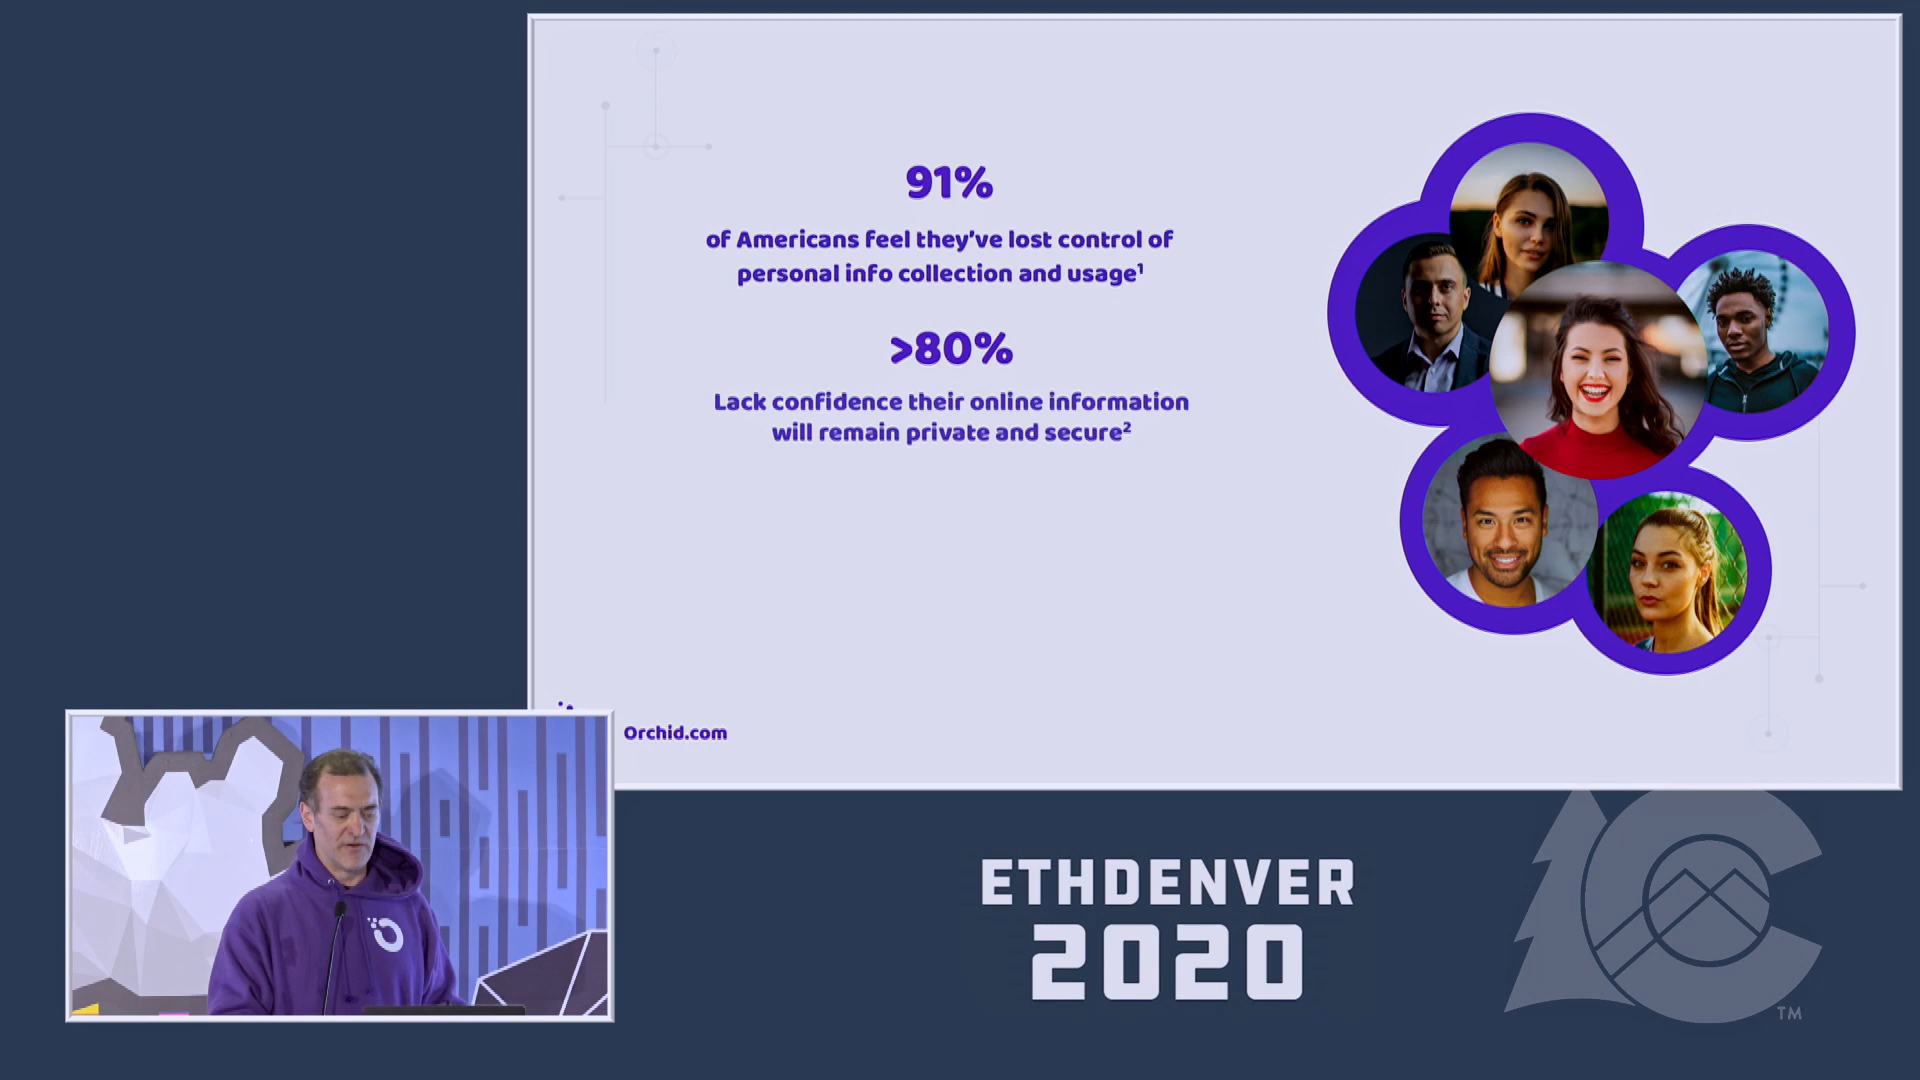 91%
of Americans feel they've lost control of
personal info collection and usage¹
>80%
Lack confidence their online information
will remain private and secure²
Orchid.com
ETHDENVER
2020
TM